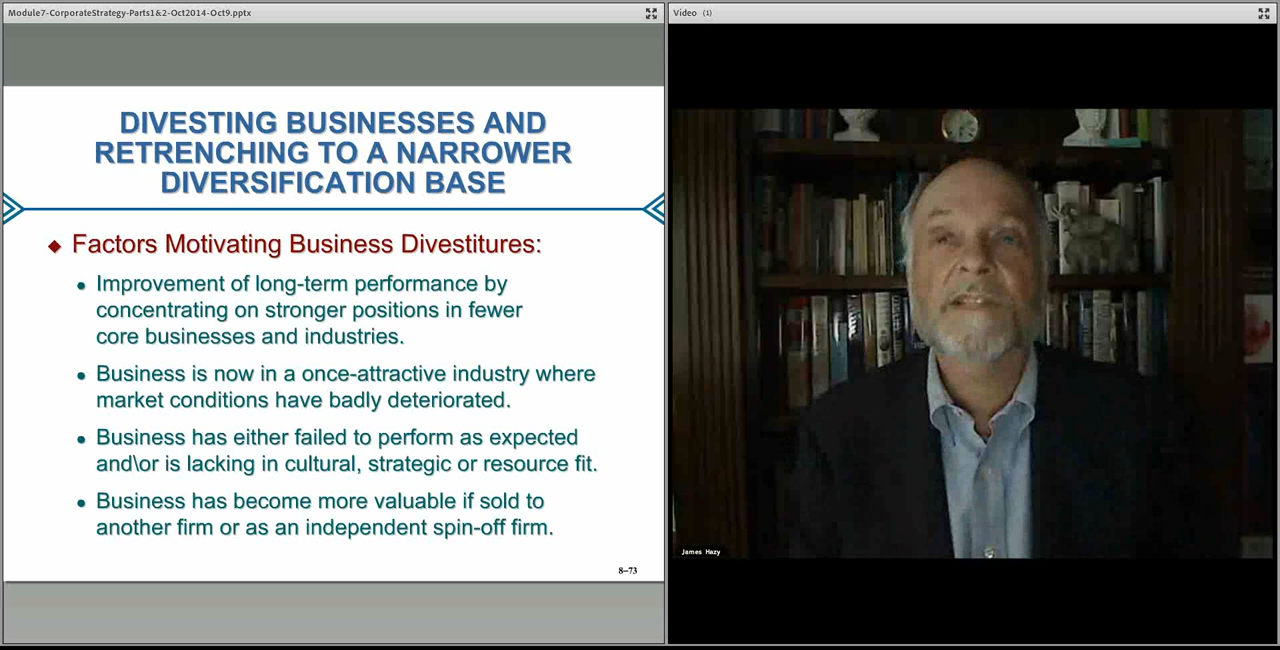 Module7-CorporateStrategy-Parts1&2-Oct2014-Oct9.pptx
DIVESTING BUSINESSES AND
RETRENCHING TO A NARROWER
DIVERSIFICATION BASE
◆ Factors Motivating Business Divestitures:
● Improvement of long-term performance by
concentrating on stronger positions in fewer
core businesses and industries.
● Business is now in a once-attractive industry where
market conditions have badly deteriorated.
● Business has either failed to perform as expected
and\or is lacking in cultural, strategic or resource fit.
● Business has become more valuable if sold to
another firm or as an independent spin-off firm.
8–73
Video (1)
James Hazy